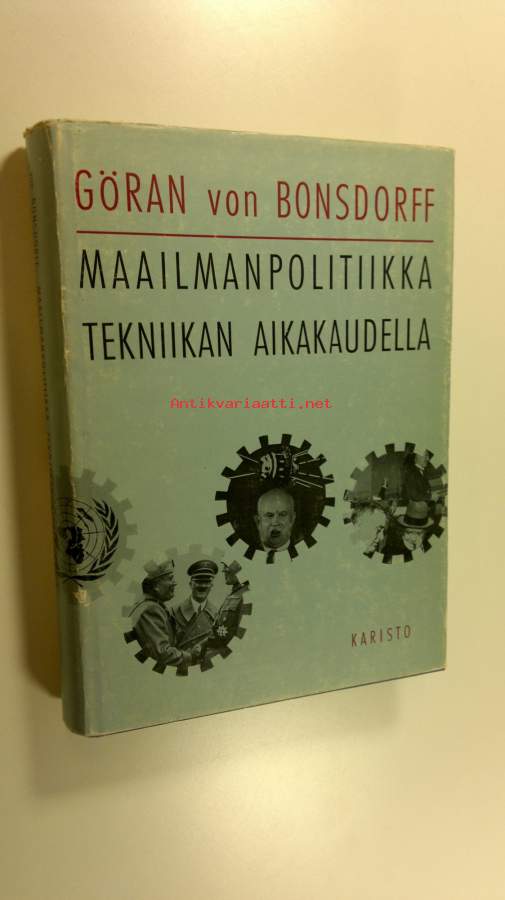 GÖRAN von BONSDORFF
MAAILMANPOLITIIKKA
TEKNIIKAN AIKAKAUDELLA
Antikvariaatti.net
KARISTO